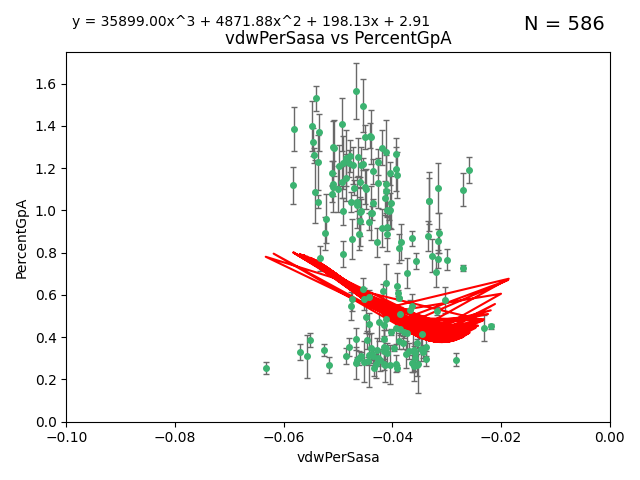 y = 35899.00x^3 + 4871.88x^2 + 198.13x + 2.91
N = 586
vdwPerSasa vs PercentGpA
PercentGpA
1.6
1.4
1.2
1.0
0.8
0.6
0.4
0.2
0.0
−0.10 −0.08 −0.06 −0.04 −0.02 0.00
vdwPerSasa